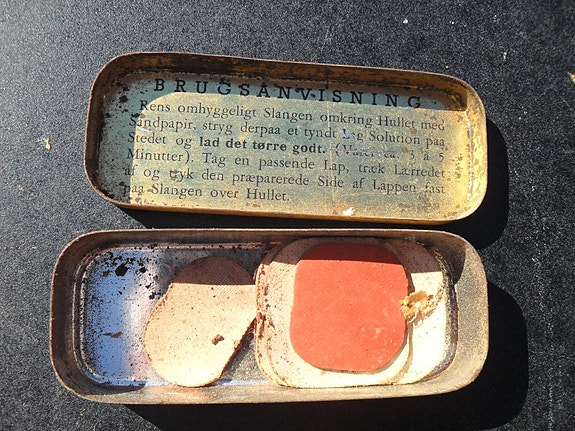 BRUGSANVISNING
Rens omhyggeligt Slangen omkring Hullet med
Sandpapir, stryg derpaa et tyndt Lag Solution paa
Stedet og lad det tørre godt. ( ca. 3 à 5
Minutter). Tag en passende Lap, træk Lærredet
af og tryk den præparerede Side af Lappen fast
paa Slangen over Hullet.